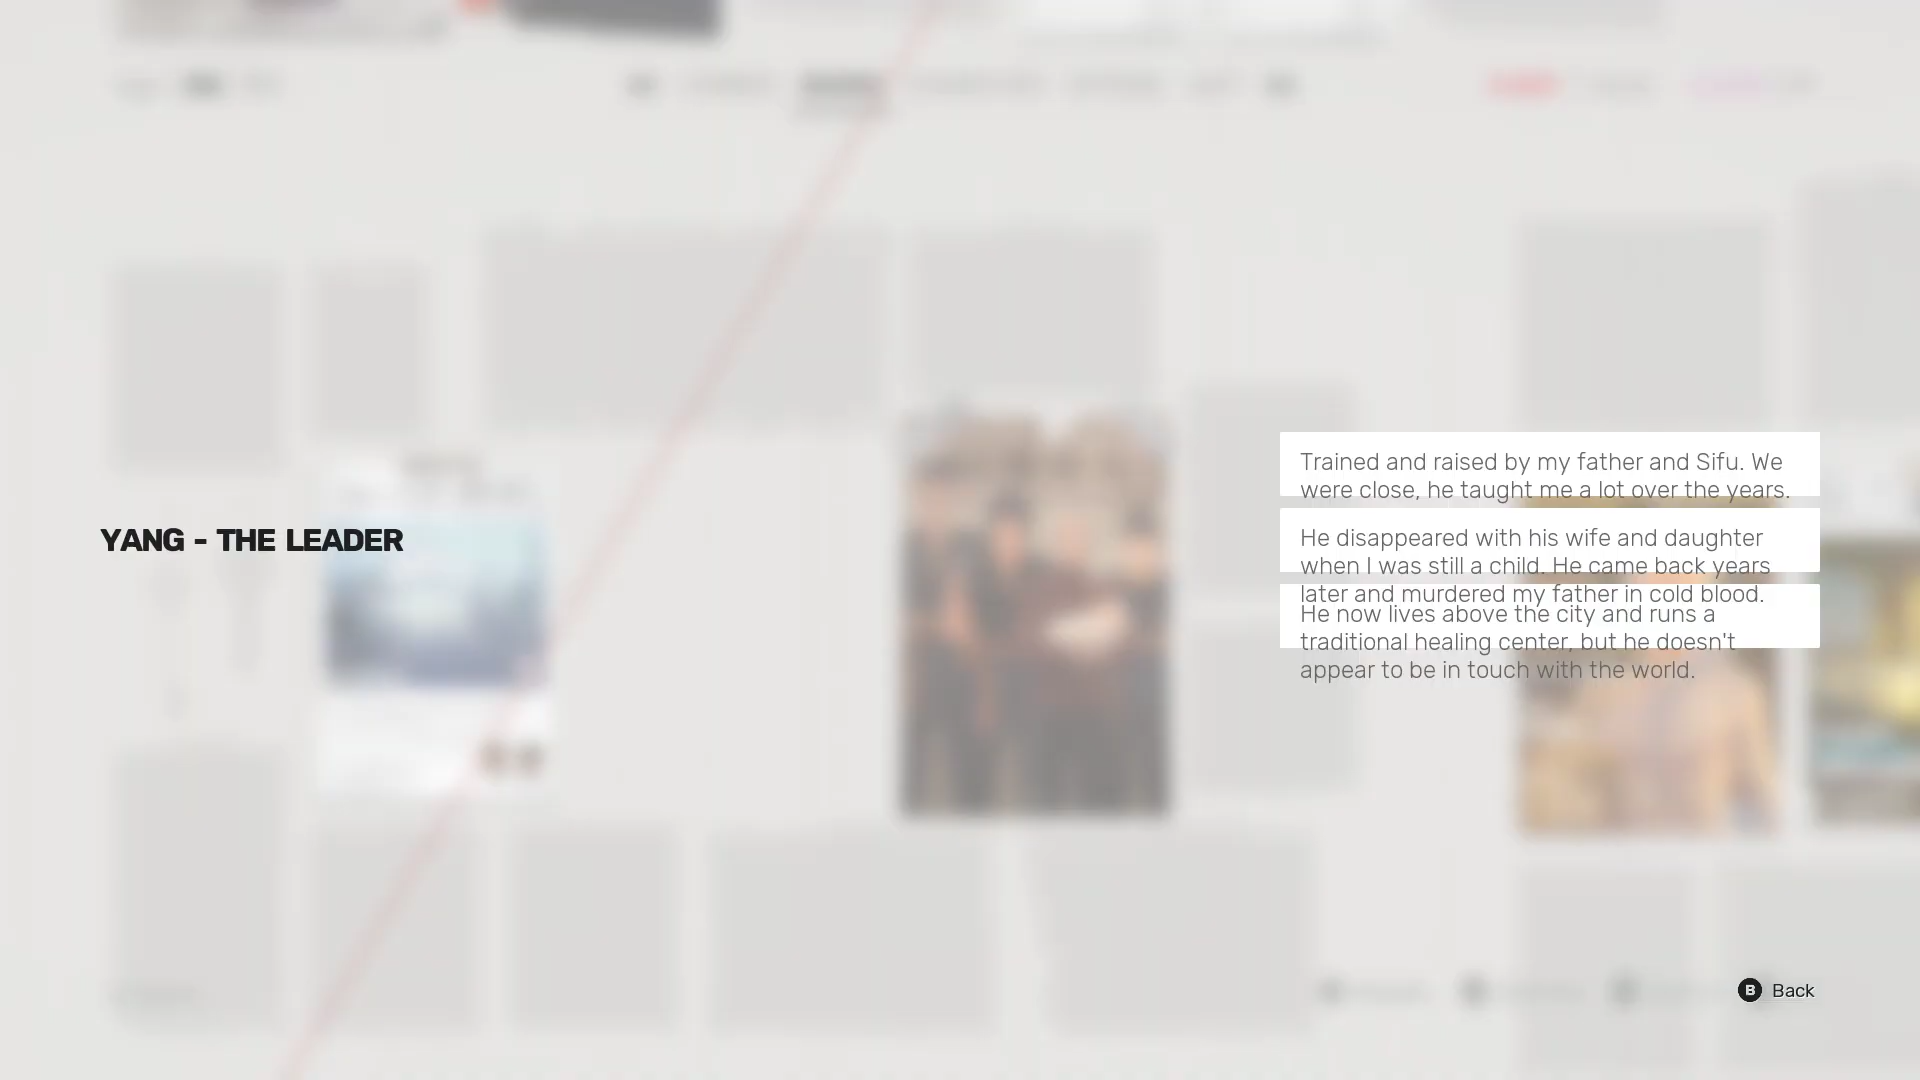 YANG - THE LEADER
Trained and raised by my father and Sifu. We
were close, he taught me a lot over the years.
He disappeared with his wife and daughter
when I was still a child. He came back years
later and murdered my father in cold blood.
He now lives above the city and runs a
traditional healing center, but he doesn't
appear to be in touch with the world.
B Back